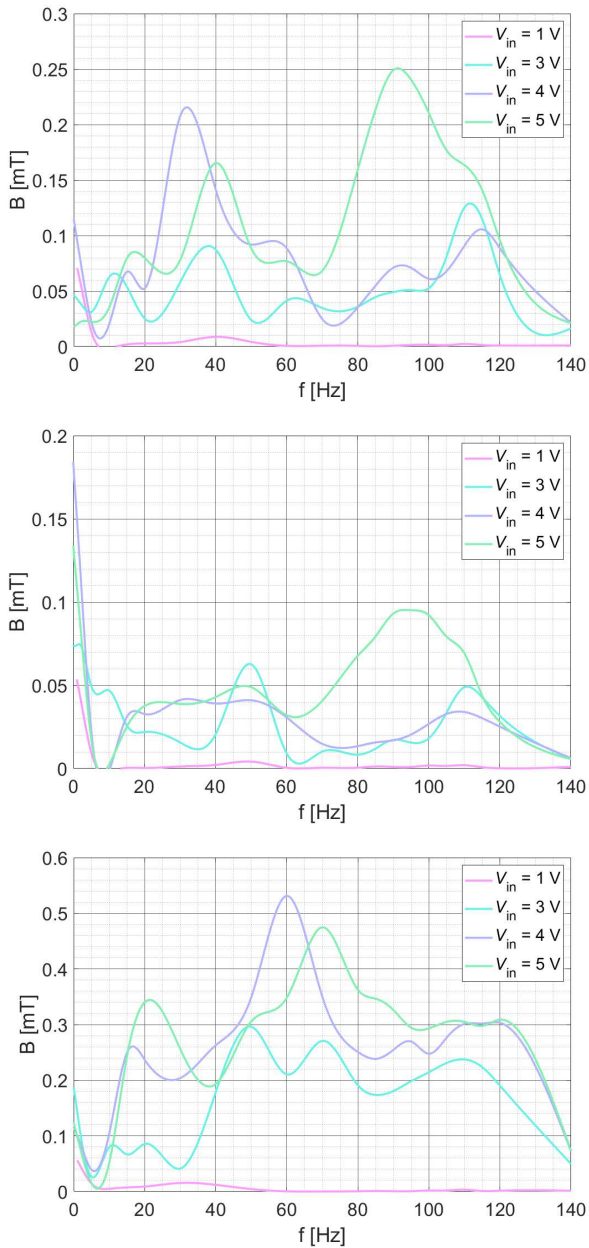 0.3
0.25
0.2
0.15
0.1
0.05
0
B [mT]
V_in = 1 V
V_in = 3 V
V_in = 4 V
V_in = 5 V
0 20 40 60 80 100 120 140
f [Hz]
0.2
0.15
0.1
0.05
0
B [mT]
V_in = 1 V
V_in = 3 V
V_in = 4 V
V_in = 5 V
0 20 40 60 80 100 120 140
f [Hz]
0.6
0.5
0.4
0.3
0.2
0.1
0
B [mT]
V_in = 1 V
V_in = 3 V
V_in = 4 V
V_in = 5 V
0 20 40 60 80 100 120 140
f [Hz]